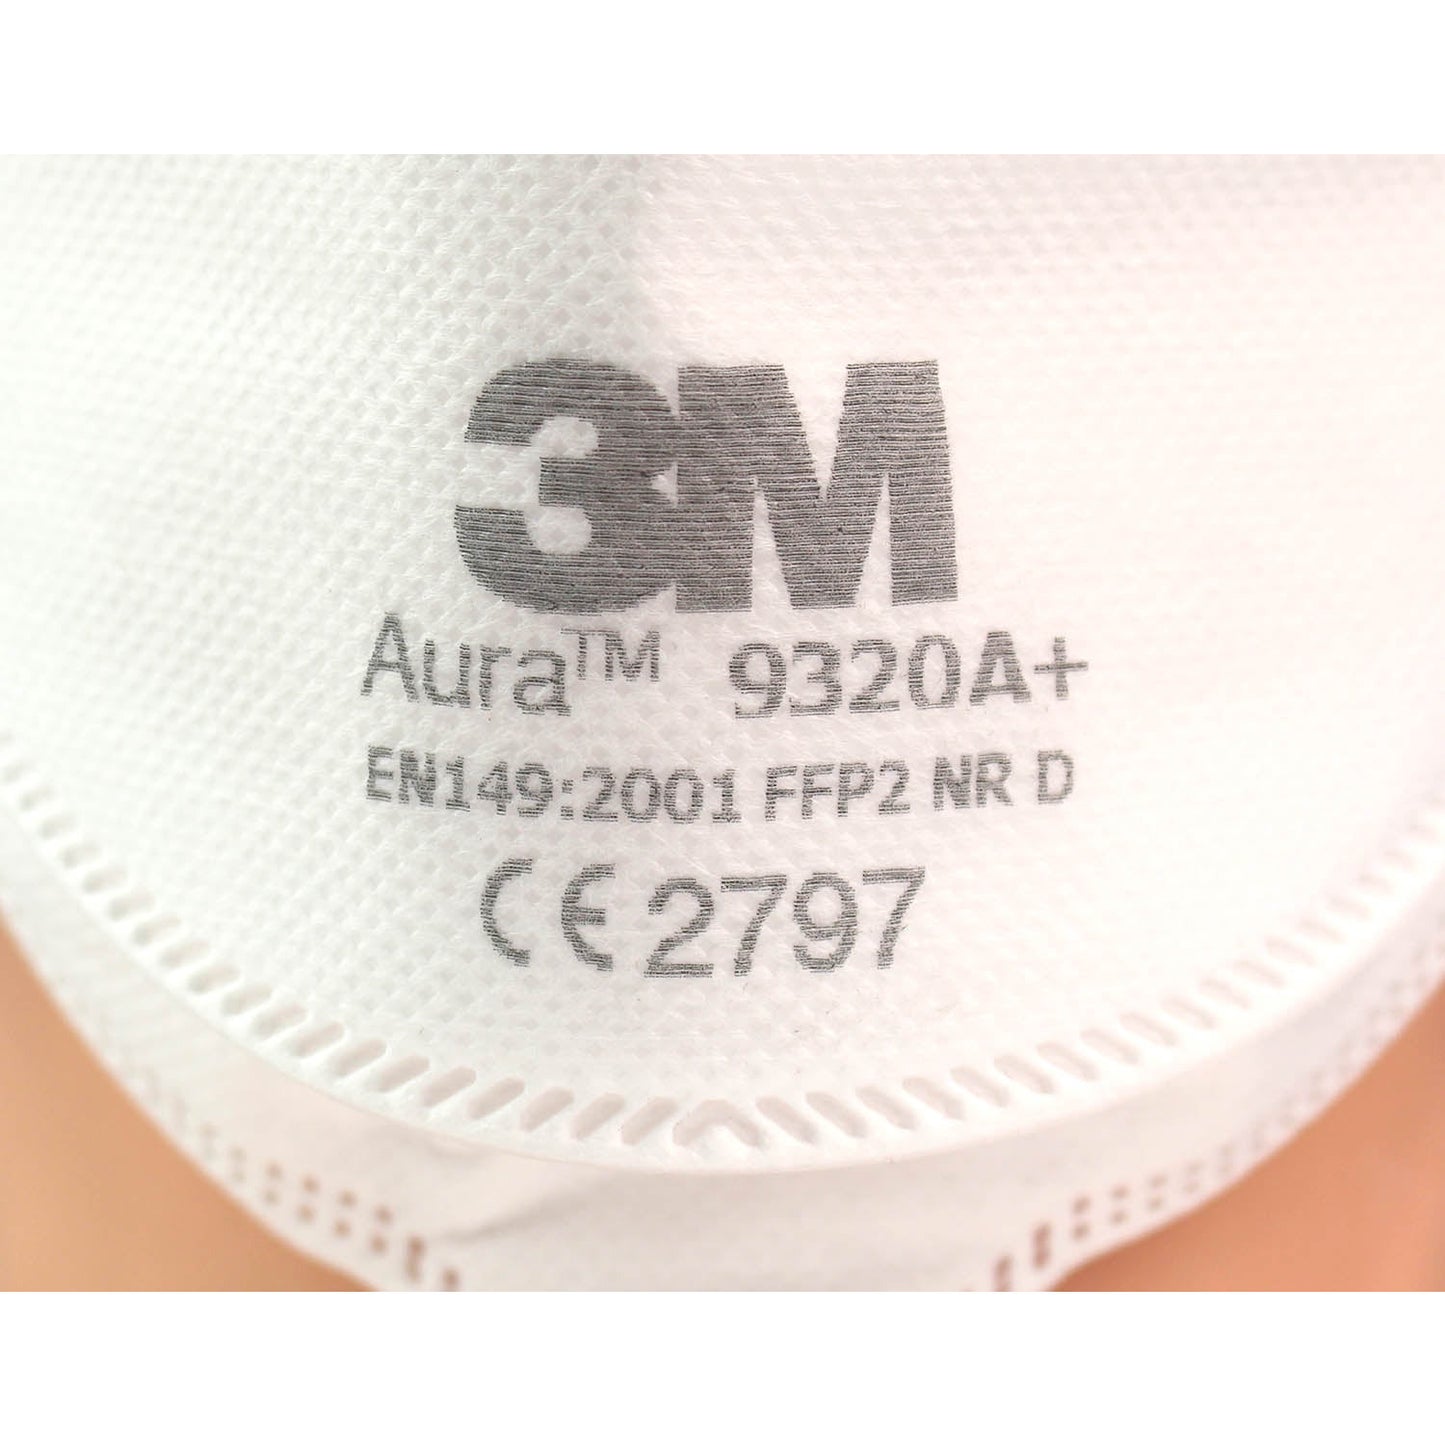 3M
Aura™ 9320A+
EN149:2001 FFP2 NR D
CE 2797